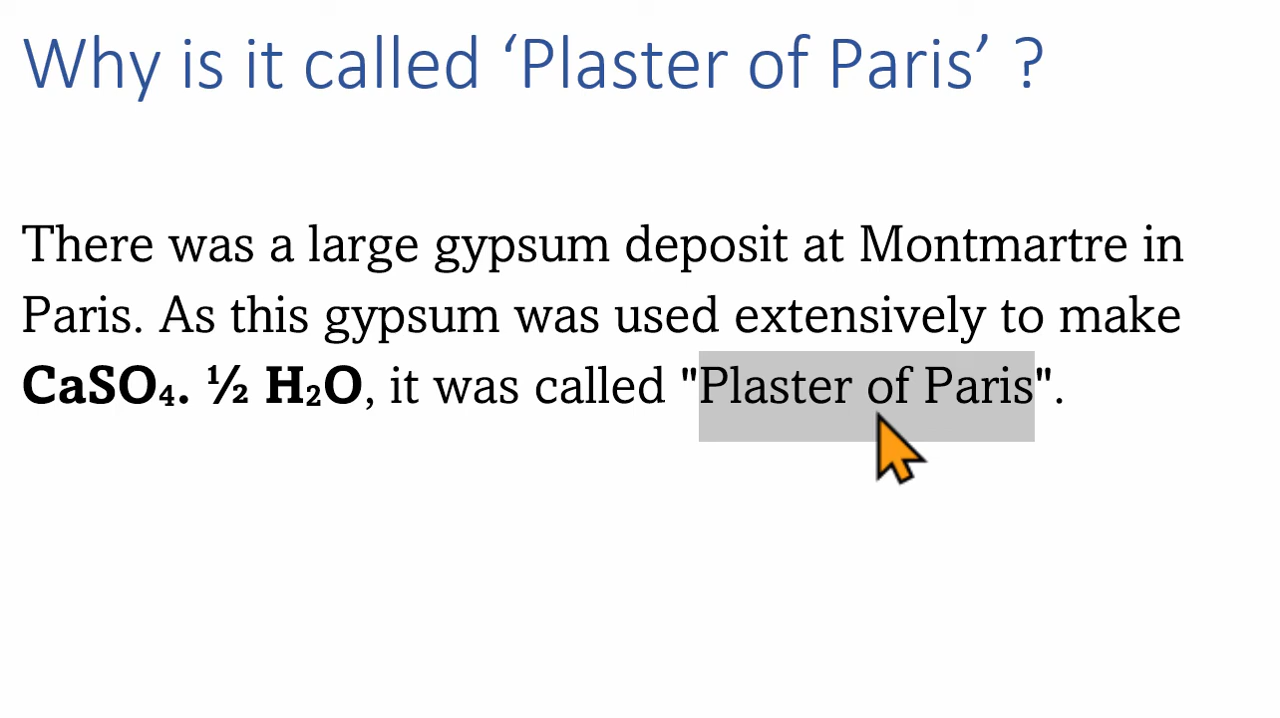 Why is it called ‘Plaster of Paris’ ?
There was a large gypsum deposit at Montmartre in
Paris. As this gypsum was used extensively to make
CaSO₄. ½ H₂O, it was called "Plaster of Paris".